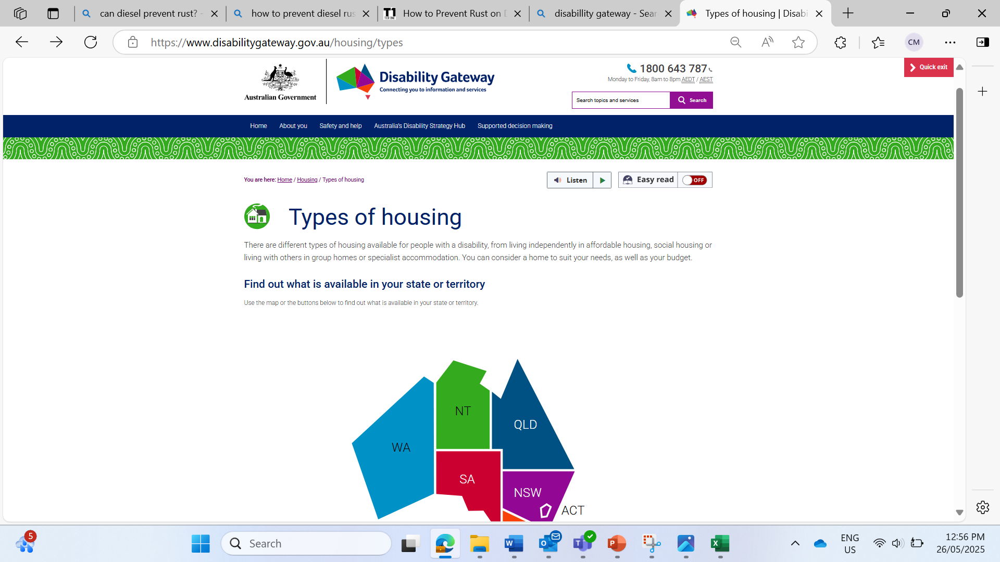 can diesel prevent rust? -
how to prevent diesel rus
T1
TIER ONE
How to Prevent Rust on D
disabillity gateway - Sear
Types of housing | Disabi
https://www.disabilitygateway.gov.au/housing/types
CM
Australian Government
Disability Gateway
Connecting you to information and services
1800 643 787
Monday to Friday, 8am to 8pm AEDT / AEST
Search topics and services
Search
Quick exit
Home
About you
Safety and help
Australia's Disability Strategy Hub
Supported decision making
You are here: Home / Housing / Types of housing
Listen
Easy read
OFF
Types of housing
There are different types of housing available for people with a disability, from living independently in affordable housing, social housing or
living with others in group homes or specialist accommodation. You can consider a home to suit your needs, as well as your budget.
Find out what is available in your state or territory
Use the map or the buttons below to find out what is available in your state or territory.
NT
QLD
WA
SA
NSW
ACT
5
Search
ENG
US
12:56 PM
26/05/2025